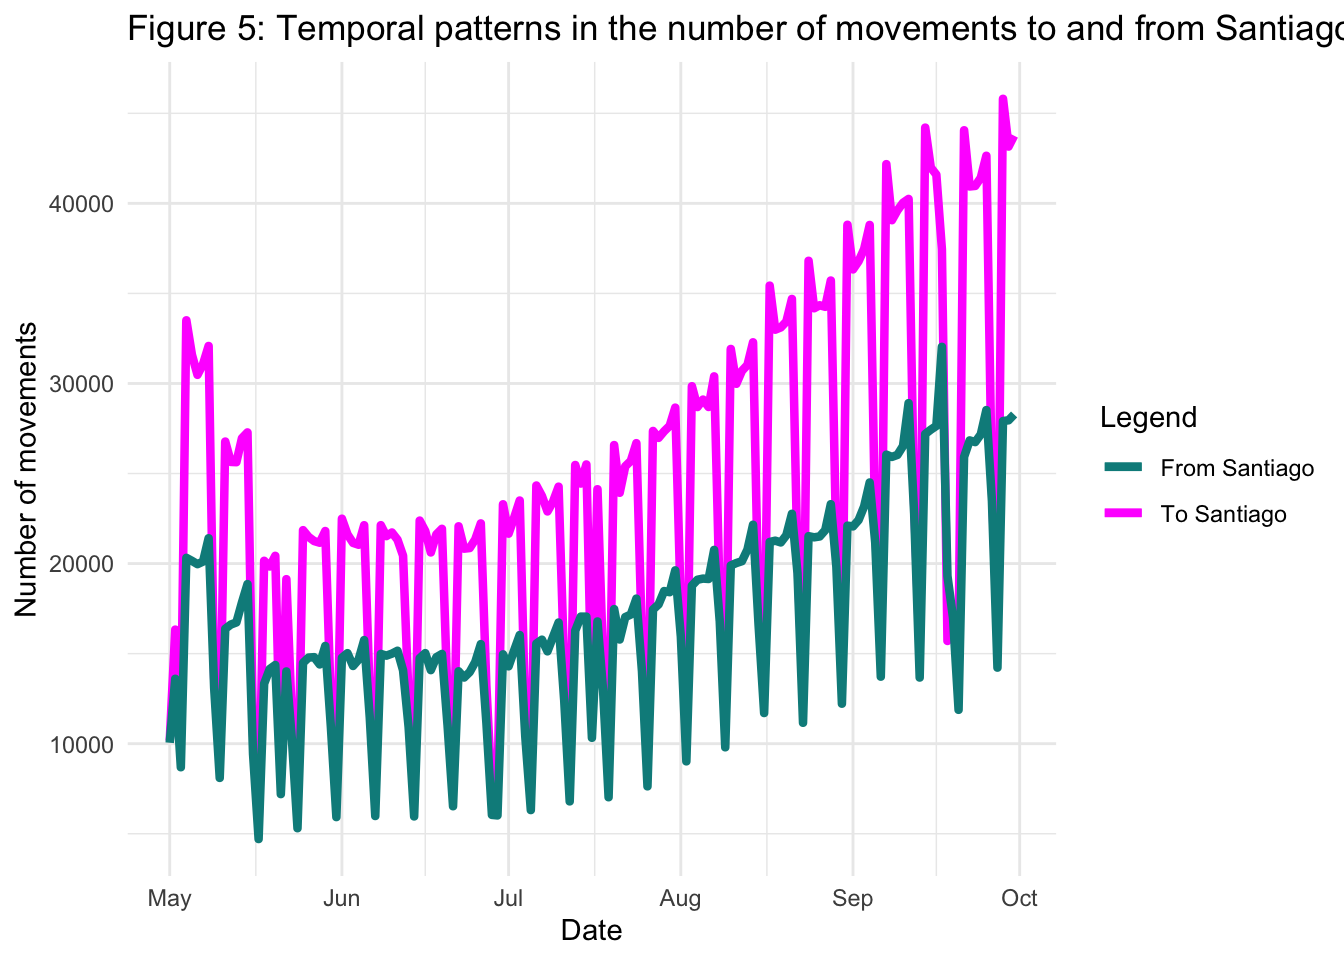 Figure 5: Temporal patterns in the number of movements to and from Santiago
Number of movements
40000
30000
20000
10000
May
Jun
Jul
Aug
Sep
Oct
Date
Legend
From Santiago
To Santiago